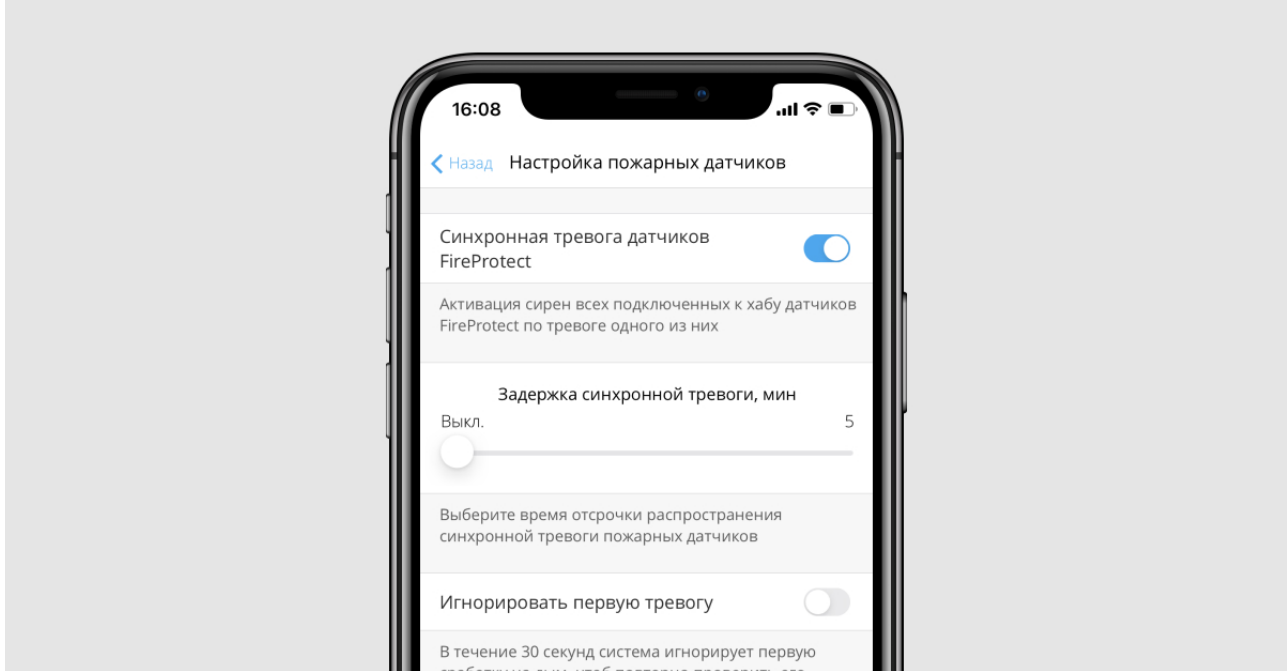 16:08
Назад Настройка пожарных датчиков
Синхронная тревога датчиков
FireProtect
Активация сирен всех подключенных к хабу датчиков
FireProtect по тревоге одного из них
Задержка синхронной тревоги, мин
Выкл. 5
Выберите время отсрочки распространения
синхронной тревоги пожарных датчиков
Игнорировать первую тревогу
В течение 30 секунд система игнорирует первую